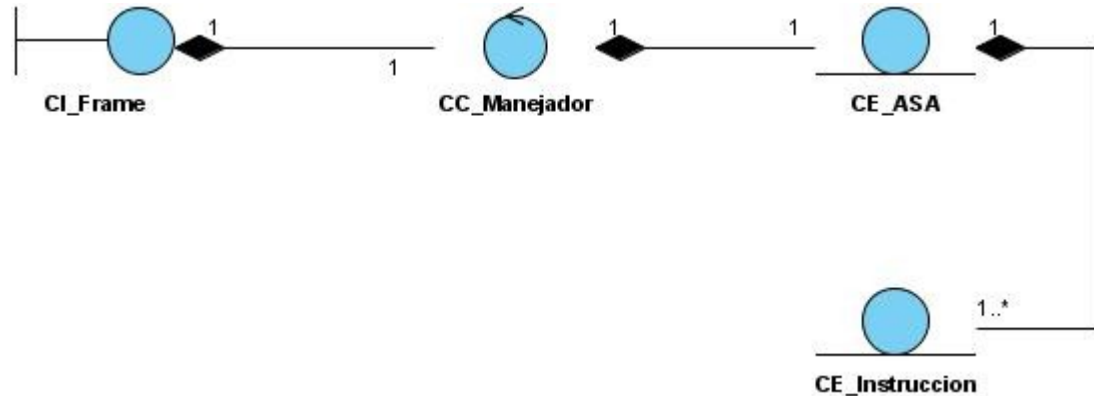 1
1
1
1
1
CI_Frame
CC_Manejador
CE_ASA
1..*
CE_Instruccion